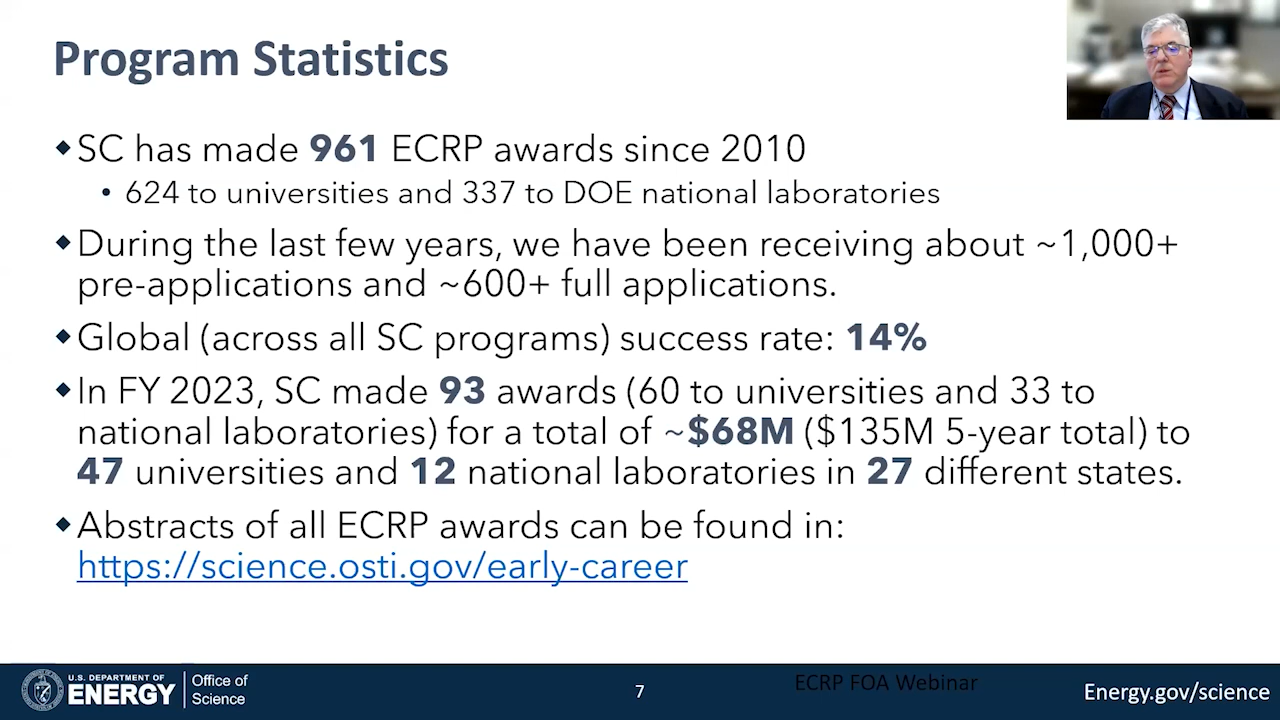 Program Statistics
SC has made 961 ECRP awards since 2010
624 to universities and 337 to DOE national laboratories
During the last few years, we have been receiving about ~1,000+
pre-applications and ~600+ full applications.
Global (across all SC programs) success rate: 14%
In FY 2023, SC made 93 awards (60 to universities and 33 to
national laboratories) for a total of ~$68M ($135M 5-year total) to
47 universities and 12 national laboratories in 27 different states.
Abstracts of all ECRP awards can be found in:
https://science.osti.gov/early-career
U.S. DEPARTMENT OF
ENERGY
Office of
Science
7
ECRP FOA Webinar
Energy.gov/science